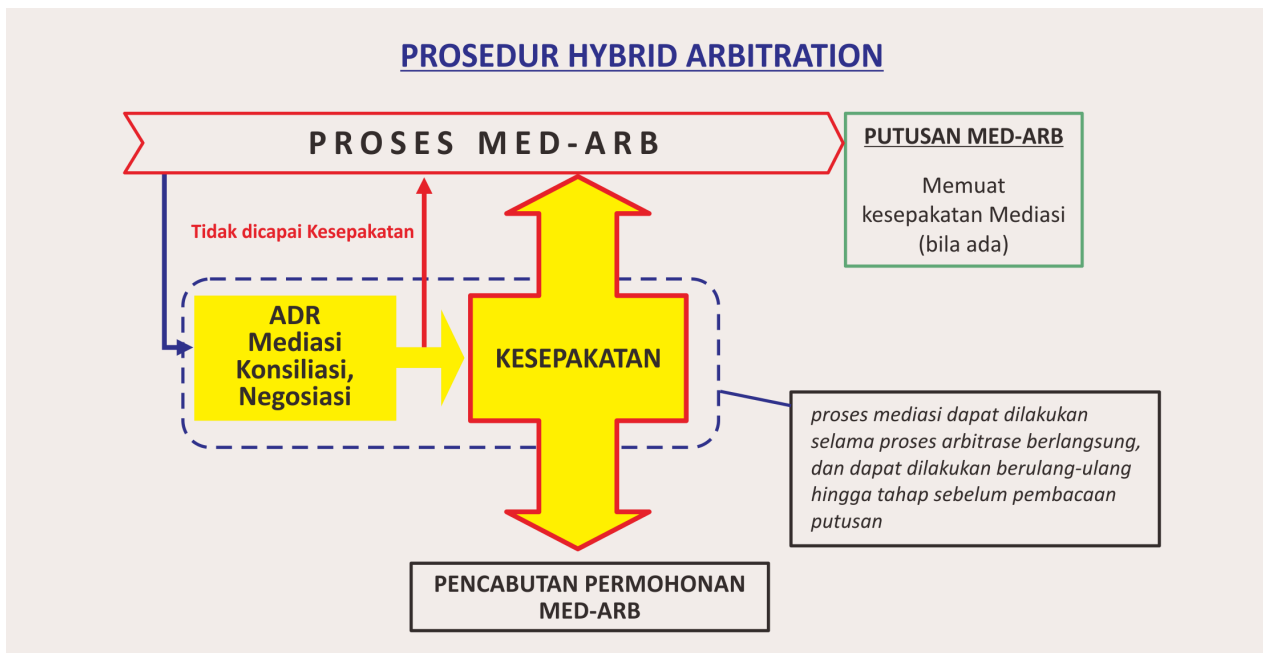 PROSEDUR HYBRID ARBITRATION
PROSES MED-ARB
PUTUSAN MED-ARB
Memuat
kesepakatan Mediasi
(bila ada)
Tidak dicapai Kesepakatan
ADR
Mediasi
Konsiliasi,
Negosiasi
KESEPAKATAN
proses mediasi dapat dilakukan
selama proses arbitrase berlangsung,
dan dapat dilakukan berulang-ulang
hingga tahap sebelum pembacaan
putusan
PENCABUTAN PERMOHONAN
MED-ARB